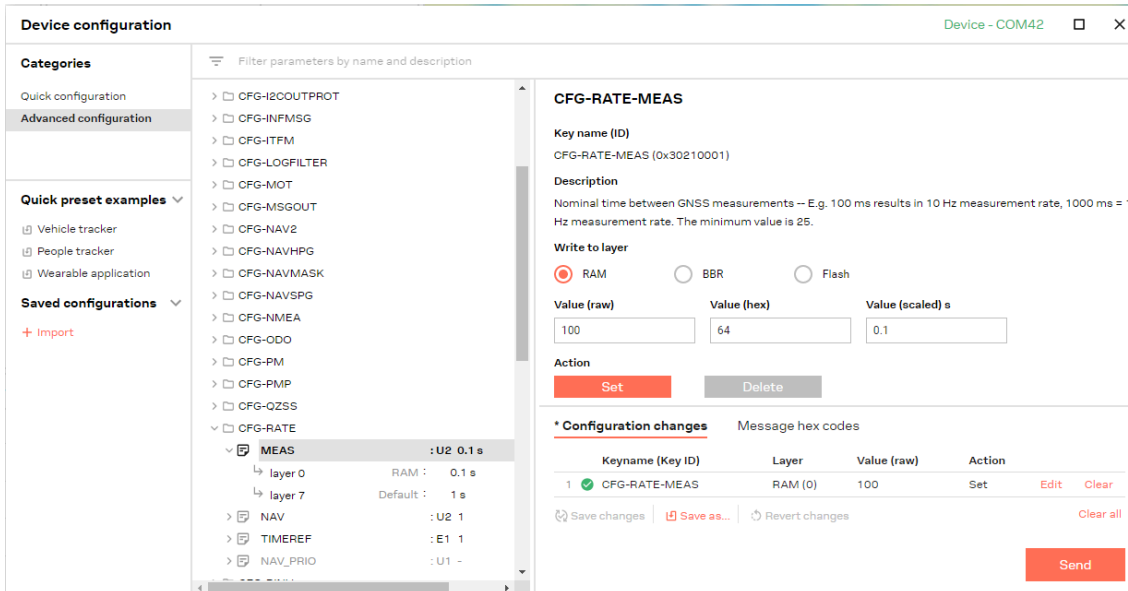 Device configuration
Device - COM42
Categories
Quick configuration
Advanced configuration
Quick preset examples
Vehicle tracker
People tracker
Wearable application
Saved configurations
+ Import
Filter parameters by name and description
CFG-I2COUTPROT
CFG-INFMSG
CFG-ITFM
CFG-LOGFILTER
CFG-MOT
CFG-MSGOUT
CFG-NAV2
CFG-NAVHPG
CFG-NAVMASK
CFG-NAVSPG
CFG-NMEA
CFG-ODO
CFG-PM
CFG-PMP
CFG-QZSS
CFG-RATE
MEAS : U2 0.1 s
layer 0 RAM : 0.1 s
layer 7 Default : 1 s
NAV : U2 1
TIMEREF : E1 1
NAV_PRIO : U1 -
CFG-RATE-MEAS
Key name (ID)
CFG-RATE-MEAS (0x30210001)
Description
Nominal time between GNSS measurements -- E.g. 100 ms results in 10 Hz measurement rate, 1000 ms = 1
Hz measurement rate. The minimum value is 25.
Write to layer
RAM BBR Flash
Value (raw) Value (hex) Value (scaled) s
100 64 0.1
Action
Set Delete
* Configuration changes Message hex codes
Keyname (Key ID) Layer Value (raw) Action
1 CFG-RATE-MEAS RAM (0) 100 Set Edit Clear
Save changes Save as... Revert changes Clear all
Send